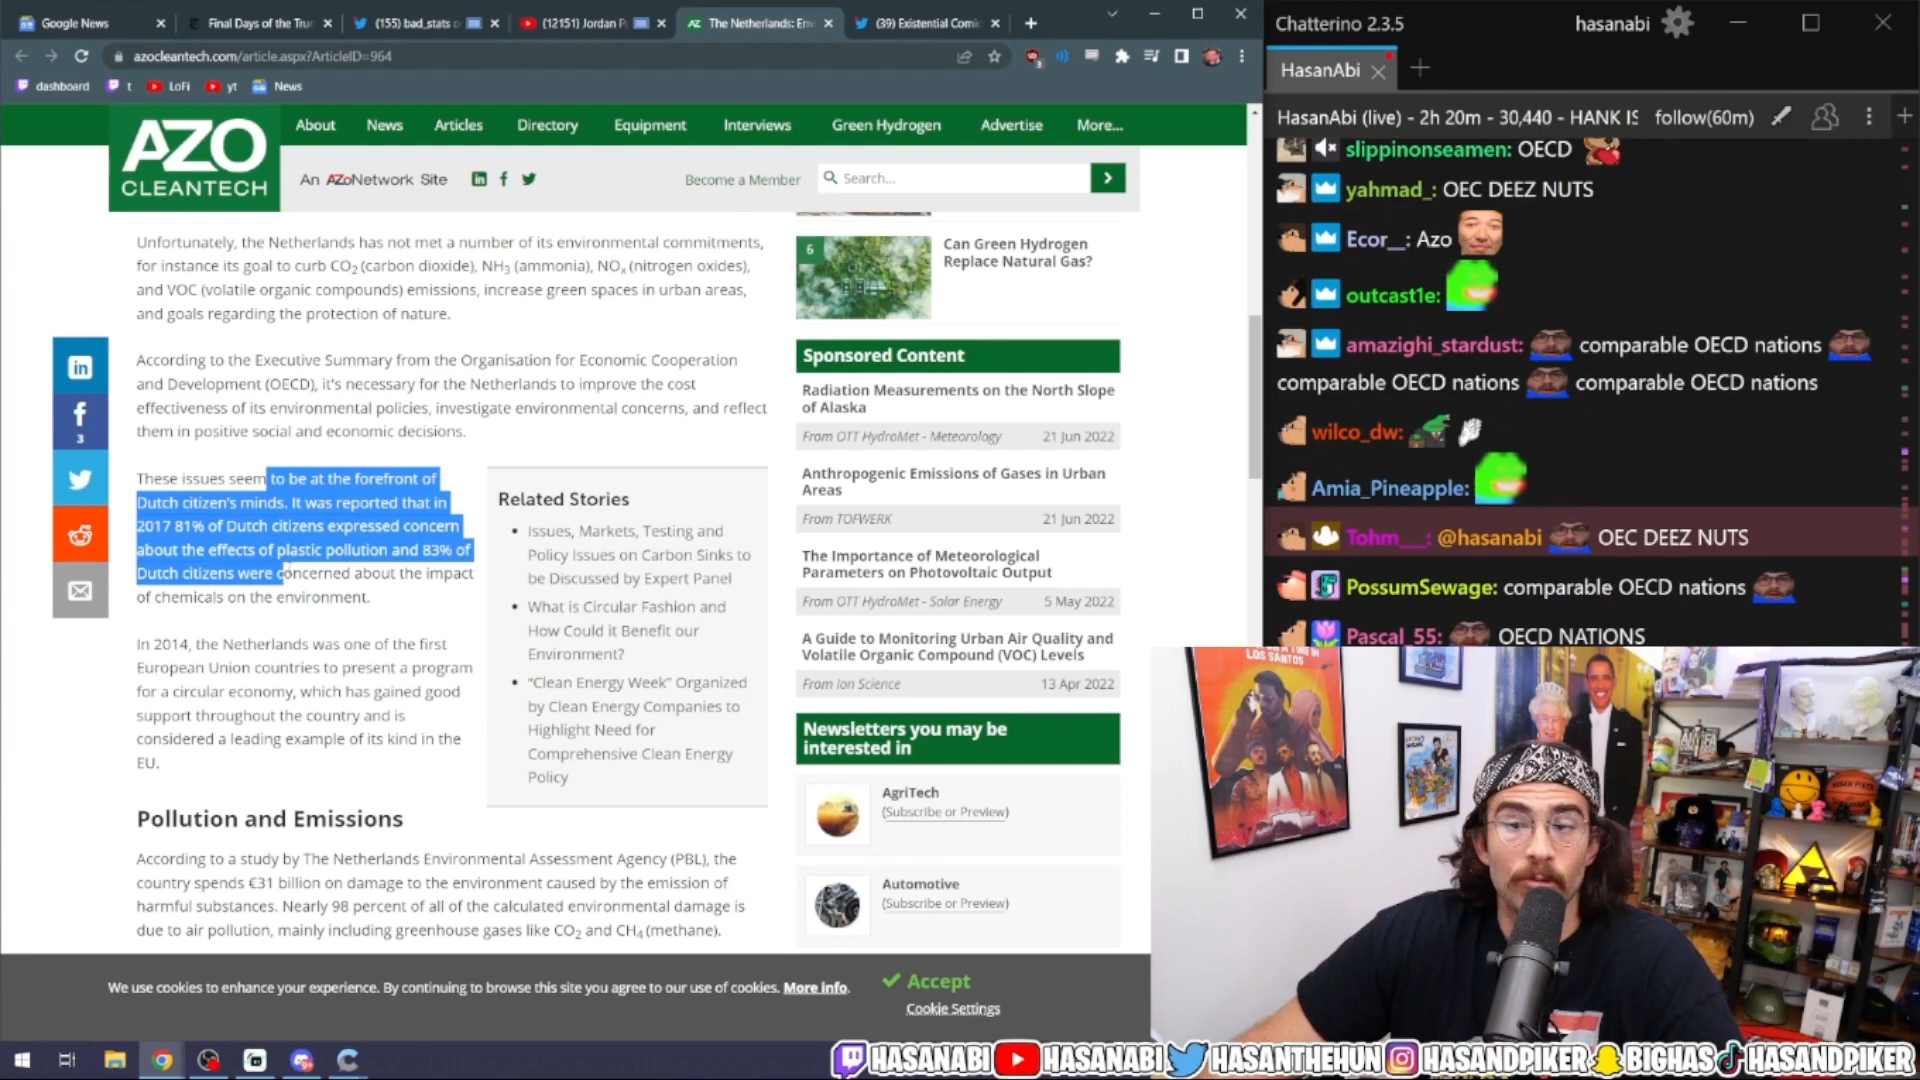 Google News
Final Days of the Tru
(155) bad_stats o
(12151) Jordan P
The Netherlands: En
(39) Existential Comic
azocleantech.com/article.aspx?ArticleID=964
dashboard
t
LoFi
yt
News
AZO
CLEANTECH
About
News
Articles
Directory
Equipment
Interviews
Green Hydrogen
Advertise
More...
An AZoNetwork Site
Become a Member
Search...
Unfortunately, the Netherlands has not met a number of its environmental commitments,
for instance its goal to curb CO2 (carbon dioxide), NH3 (ammonia), NOx (nitrogen oxides),
and VOC (volatile organic compounds) emissions, increase green spaces in urban areas,
and goals regarding the protection of nature.
According to the Executive Summary from the Organisation for Economic Cooperation
and Development (OECD), it's necessary for the Netherlands to improve the cost
effectiveness of its environmental policies, investigate environmental concerns, and reflect
them in positive social and economic decisions.
3
These issues seem to be at the forefront of
Dutch citizen's minds. It was reported that in
2017 81% of Dutch citizens expressed concern
about the effects of plastic pollution and 83% of
Dutch citizens were concerned about the impact
of chemicals on the environment.
In 2014, the Netherlands was one of the first
European Union countries to present a program
for a circular economy, which has gained good
support throughout the country and is
considered a leading example of its kind in the
EU.
Related Stories
Issues, Markets, Testing and
Policy Issues on Carbon Sinks to
be Discussed by Expert Panel
What is Circular Fashion and
How Could it Benefit our
Environment?
"Clean Energy Week" Organized
by Clean Energy Companies to
Highlight Need for
Comprehensive Clean Energy
Policy
Pollution and Emissions
According to a study by The Netherlands Environmental Assessment Agency (PBL), the
country spends €31 billion on damage to the environment caused by the emission of
harmful substances. Nearly 98 percent of all of the calculated environmental damage is
due to air pollution, mainly including greenhouse gases like CO2 and CH4 (methane).
6
Can Green Hydrogen
Replace Natural Gas?
Sponsored Content
Radiation Measurements on the North Slope
of Alaska
From OTT HydroMet - Meteorology 21 Jun 2022
Anthropogenic Emissions of Gases in Urban
Areas
From TOFWERK 21 Jun 2022
The Importance of Meteorological
Parameters on Photovoltaic Output
From OTT HydroMet - Solar Energy 5 May 2022
A Guide to Monitoring Urban Air Quality and
Volatile Organic Compound (VOC) Levels
From Ion Science 13 Apr 2022
Newsletters you may be
interested in
AgriTech
(Subscribe or Preview)
Automotive
(Subscribe or Preview)
We use cookies to enhance your experience. By continuing to browse this site you agree to our use of cookies. More info.
Accept
Cookie Settings
Chatterino 2.3.5
hasanabi
HasanAbi
HasanAbi (live) - 2h 20m - 30,440 - HANK IS
follow(60m)
slippinonseamen: OECD
yahmad_: OEC DEEZ NUTS
Ecor__: Azo
outcast1e:
amazighi_stardust: comparable OECD nations
comparable OECD nations comparable OECD nations
wilco_dw:
Amia_Pineapple:
Tohm___: @hasanabi OEC DEEZ NUTS
PossumSewage: comparable OECD nations
Pascal_55: OECD NATIONS
LOS SANTOS
HASANABI HASANABI HASANTHEHUN HASANDPIKER BIGHAS HASANDPIKER